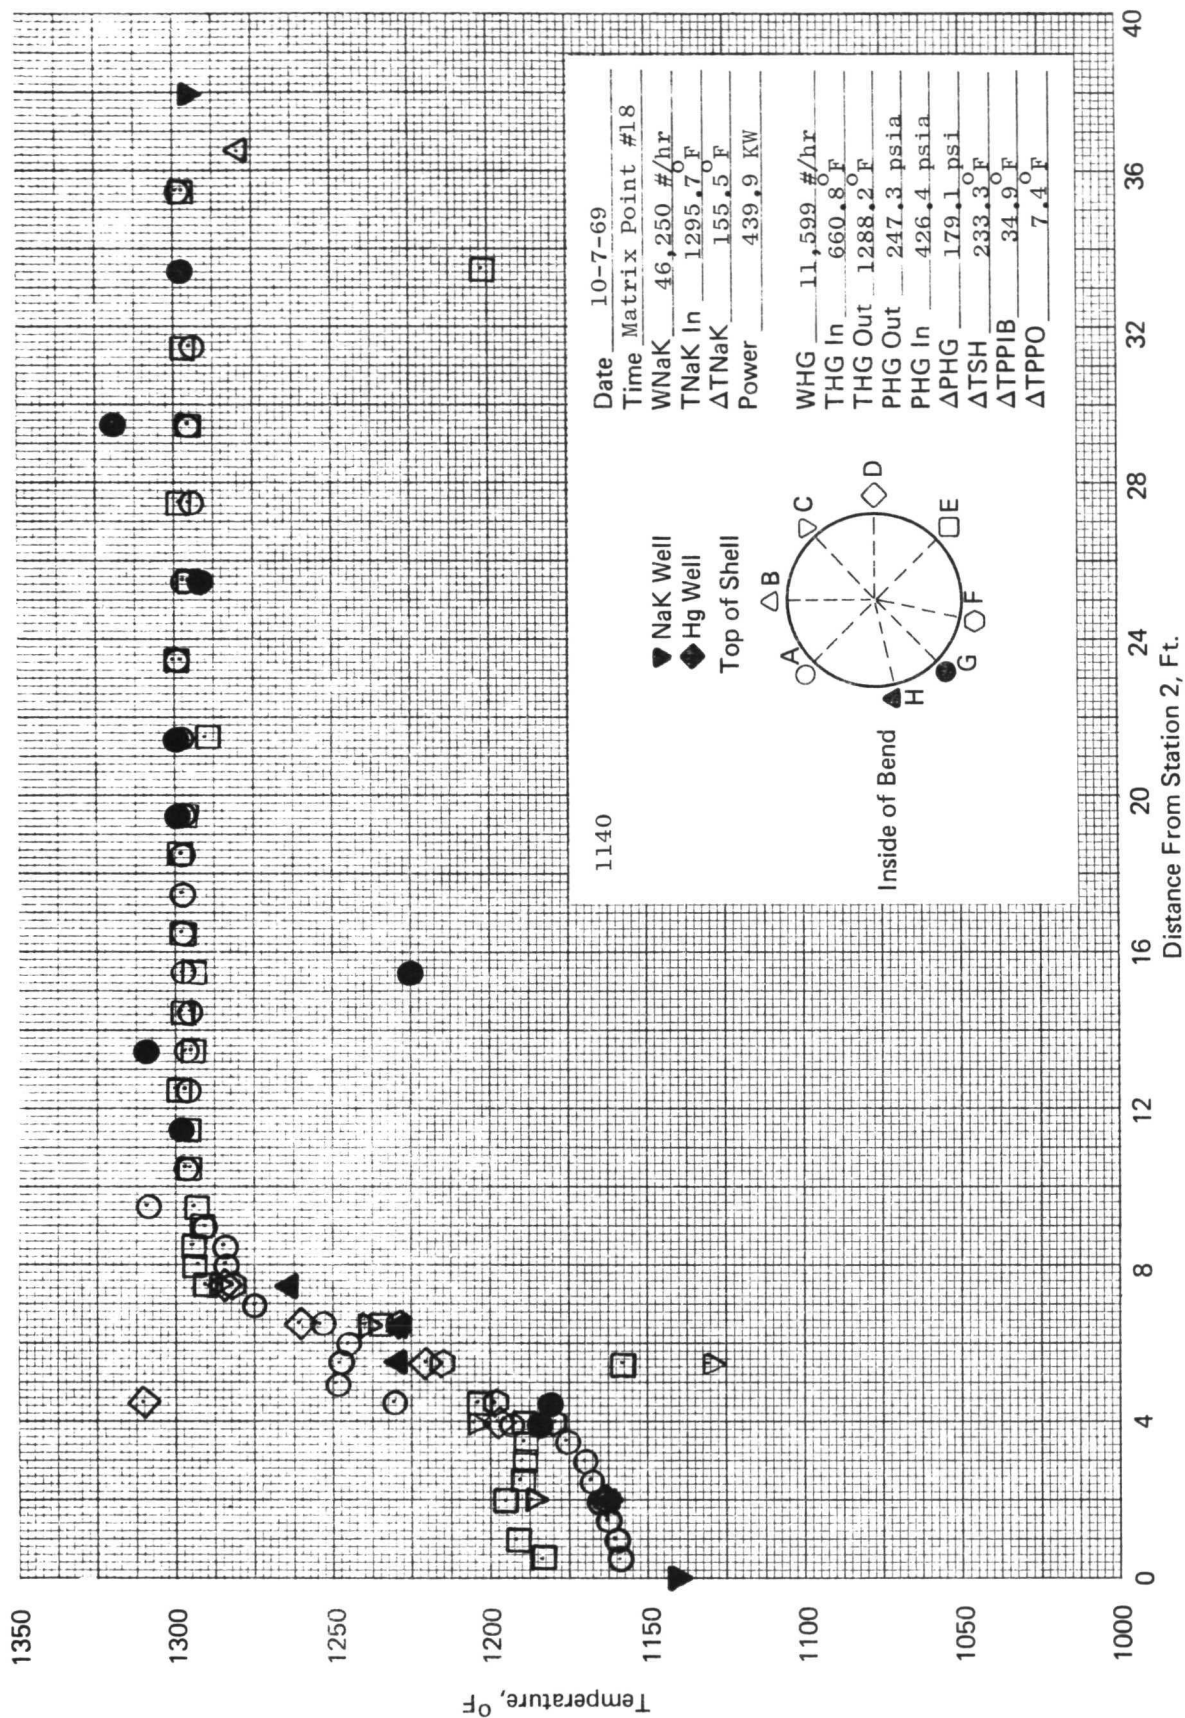 Temperature, °F
1350
1300
1250
1200
1150
1100
1050
1000
0
4
8
12
16
20
24
28
32
36
40
Distance From Station 2, Ft.
1140
Inside of Bend
▼ NaK Well
◆ Hg Well
Top of Shell
A
B
C
D
E
F
G
H
Date 10-7-69
Time Matrix Point #18
WNaK 46,250 #/hr
TNaK In 1295.7°F
ΔTNaK 155.5°F
Power 439.9 KW
WHG 11,599 #/hr
THG In 660.8°F
THG Out 1288.2°F
PHG Out 247.3 psia
PHG In 426.4 psia
ΔPHG 179.1 psi
ΔTSH 233.3°F
ΔTPPIB 34.9°F
ΔTPPO 7.4°F